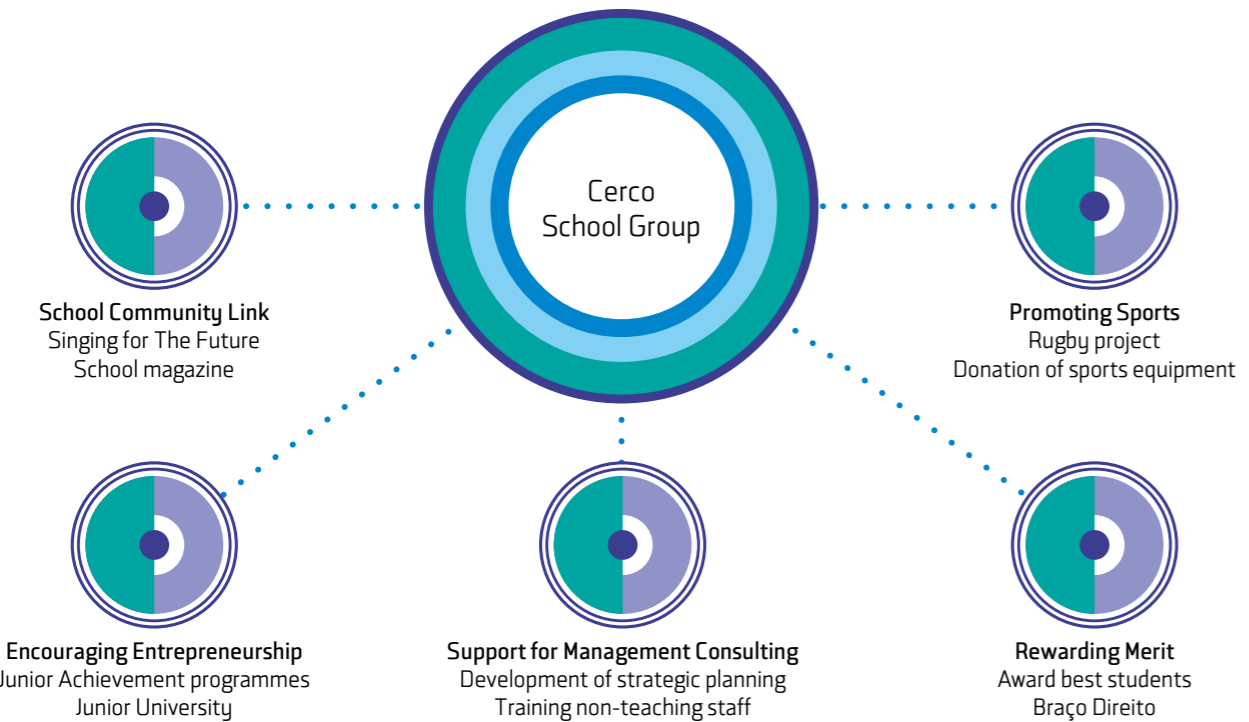 Cerco
School Group
School Community Link
Singing for The Future
School magazine
Promoting Sports
Rugby project
Donation of sports equipment
Encouraging Entrepreneurship
Junior Achievement programmes
Junior University
Support for Management Consulting
Development of strategic planning
Training non-teaching staff
Rewarding Merit
Award best students
Braço Direito